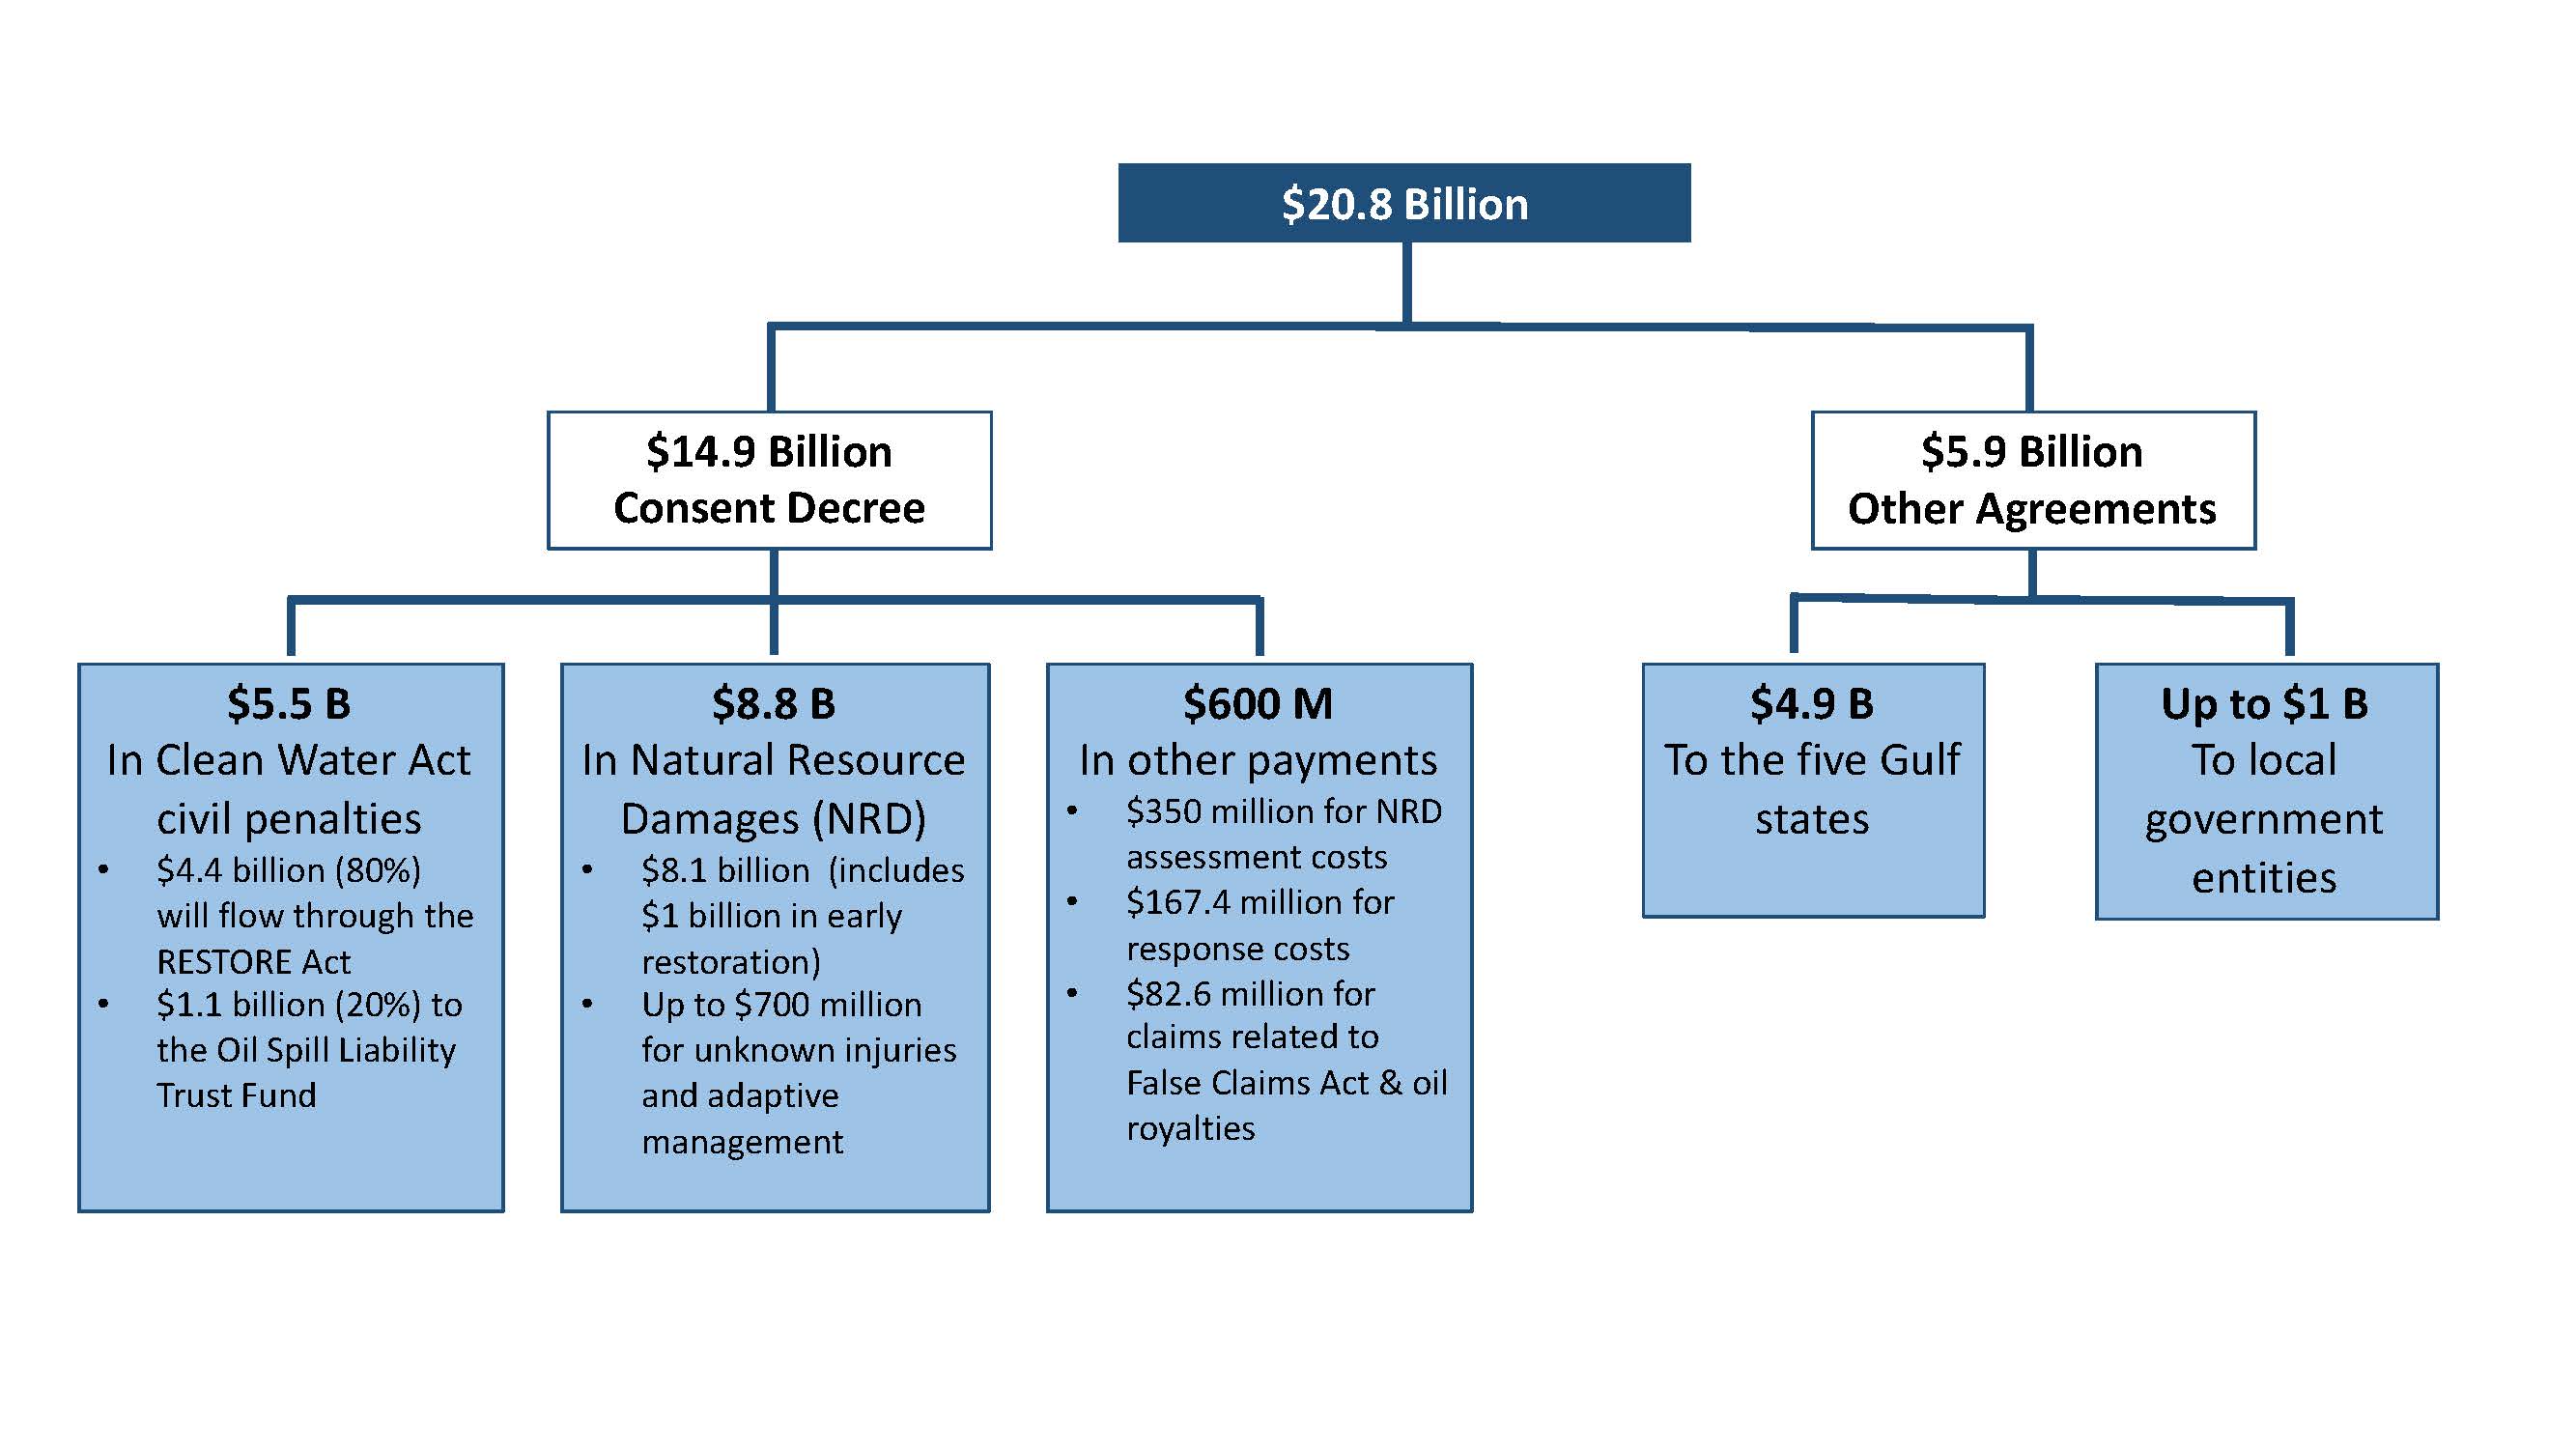 $20.8 Billion
$14.9 Billion
Consent Decree
$5.9 Billion
Other Agreements
$5.5 B
In Clean Water Act
civil penalties
• $4.4 billion (80%)
will flow through the
RESTORE Act
• $1.1 billion (20%) to
the Oil Spill Liability
Trust Fund
$8.8 B
In Natural Resource
Damages (NRD)
• $8.1 billion  (includes
$1 billion in early
restoration)
• Up to $700 million
for unknown injuries
and adaptive
management
$600 M
In other payments
• $350 million for NRD
assessment costs
• $167.4 million for
response costs
• $82.6 million for
claims related to
False Claims Act & oil
royalties
$4.9 B
To the five Gulf
states
Up to $1 B
To local
government
entities